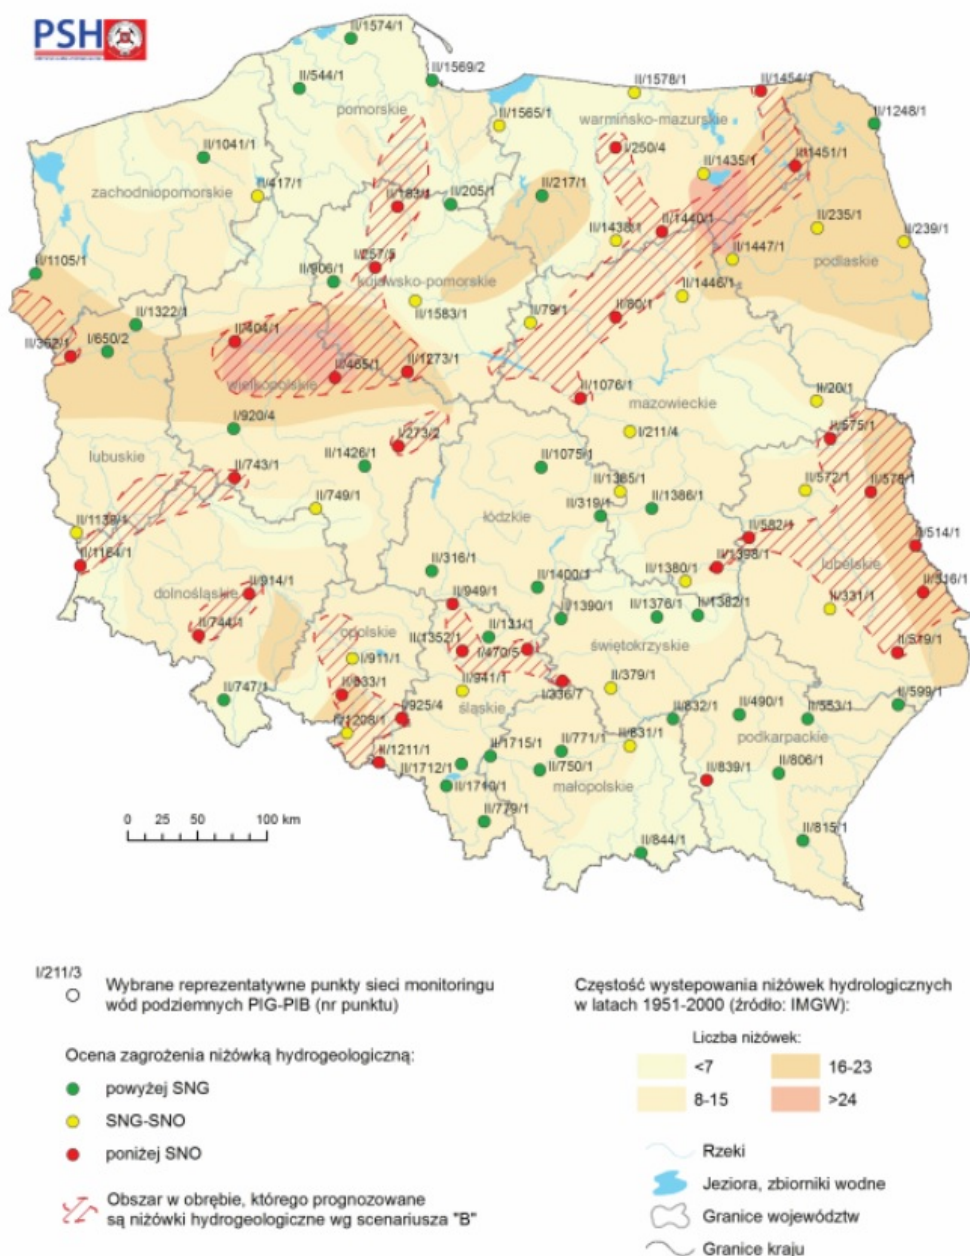 PSH
II/1574/1
II/1569/2
II/544/1
pomorskie
II/1578/1
II/1454/1
II/1565/1
warmińsko-mazurskie
II/1248/1
I/250/4
II/1041/1
II/1435/1
II/1451/1
zachodniopomorskie
II/417/1
II/183/1
II/205/1
II/217/1
II/1440/1
II/235/1
II/1438/1
II/239/1
II/1447/1
podlaskie
II/1105/1
I/257/5
II/906/1
kujawsko-pomorskie
II/1446/1
II/1583/1
II/79/1
II/80/1
II/1322/1
II/404/1
I/650/2
II/362/1
II/465/1
II/1273/1
wielkopolskie
II/1076/1
mazowieckie
II/20/1
I/920/4
I/273/2
I/211/4
II/575/1
lubuskie
II/743/1
II/1426/1
II/1075/1
II/1385/1
II/572/1
II/578/1
II/749/1
II/319/1
II/1386/1
łódzkie
II/1139/1
II/582/1
II/514/1
II/1164/1
II/316/1
II/1398/1
lubelskie
II/1380/1
II/914/1
dolnośląskie
II/1400/1
II/516/1
II/949/1
II/1390/1
II/1376/1
II/1382/1
II/331/1
II/744/1
opolskie
II/131/1
II/1352/1
I/470/5
świętokrzyskie
II/519/1
I/911/1
II/747/1
II/833/1
II/941/1
I/336/7
II/379/1
II/599/1
I/925/4
śląskie
II/832/1
II/490/1
II/553/1
II/1208/1
podkarpackie
II/1715/1
II/771/1
II/831/1
II/1211/1
II/1712/1
II/750/1
II/839/1
II/806/1
II/1710/1
małopolskie
II/779/1
II/815/1
II/844/1
0 25 50 100 km
I/211/3
Wybrane reprezentatywne punkty sieci monitoringu
wód podziemnych PIG-PIB (nr punktu)
Ocena zagrożenia niżówką hydrogeologiczną:
powyżej SNG
SNG-SNO
poniżej SNO
Obszar w obrębie, którego prognozowane
są niżówki hydrogeologiczne wg scenariusza "B"
Częstość wystepowania niżówek hydrologicznych
w latach 1951-2000 (źródło: IMGW):
Liczba niżówek:
<7
16-23
8-15
>24
Rzeki
Jeziora, zbiorniki wodne
Granice województw
Granice kraju